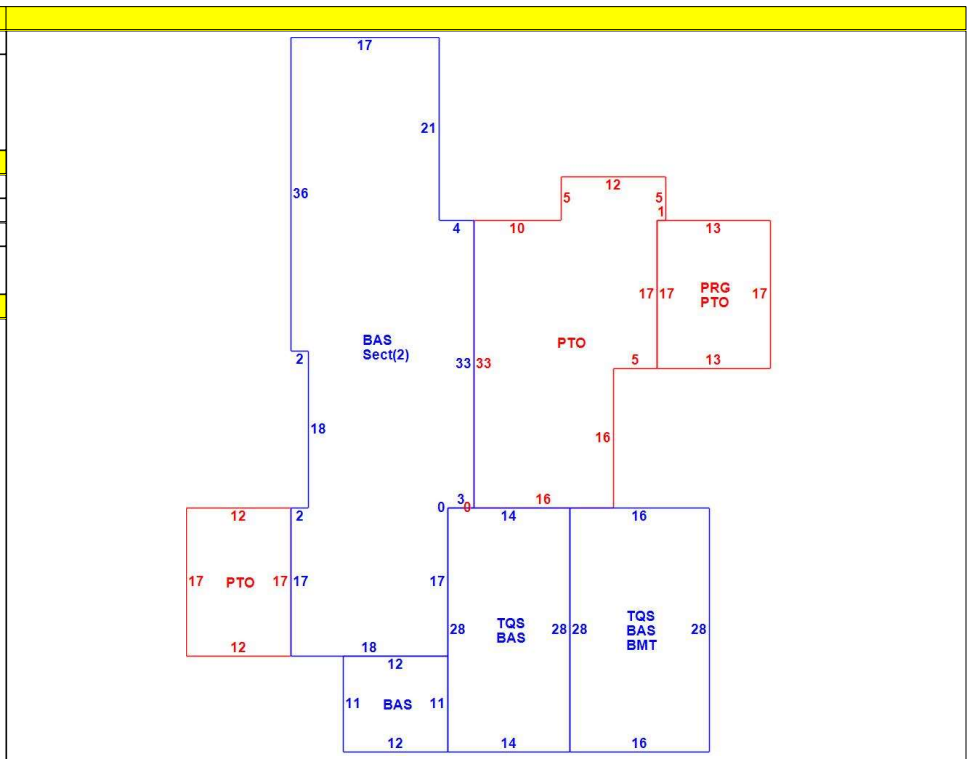 17
21
36
12
5 5
1
4 10 13
17 17 PRG 17
PTO
BAS
Sect(2)
PTO
2
33 33
5 13
18
16
3 16
0 0
12 2 14 16
17 PTO 17 17 17
28 TQS 28 28 TQS 28
BAS BAS
BMT
12 18
12
11 BAS 11
12 14 16